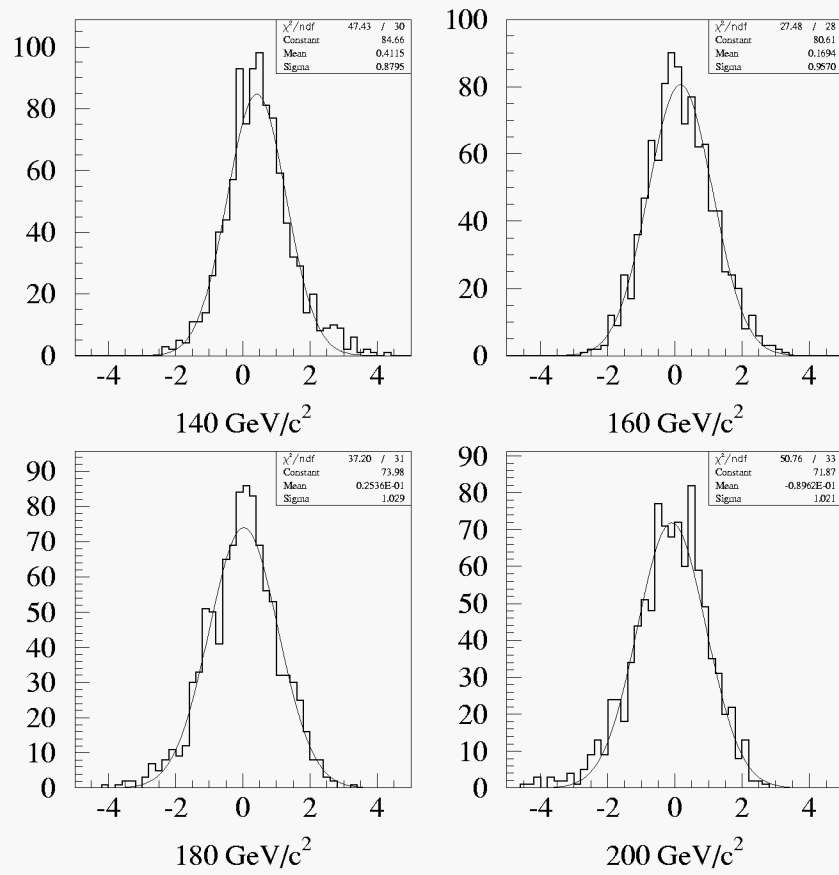 χ²/ndf 47.43 / 30
Constant 84.66
Mean 0.4115
Sigma 0.8795
100
80
60
40
20
0
-4 -2 0 2 4
140 GeV/c²
χ²/ndf 27.48 / 28
Constant 80.61
Mean 0.1694
Sigma 0.9570
100
80
60
40
20
0
-4 -2 0 2 4
160 GeV/c²
χ²/ndf 37.20 / 31
Constant 73.98
Mean 0.2536E-01
Sigma 1.029
90
80
70
60
50
40
30
20
10
0
-4 -2 0 2 4
180 GeV/c²
χ²/ndf 50.76 / 33
Constant 71.87
Mean -0.8962E-01
Sigma 1.021
90
80
70
60
50
40
30
20
10
0
-4 -2 0 2 4
200 GeV/c²